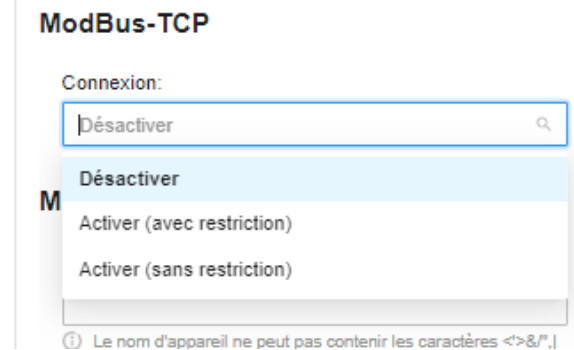 ModBus-TCP
Connexion:
Désactiver
Désactiver
M
Activer (avec restriction)
Activer (sans restriction)
Le nom d'appareil ne peut pas contenir les caractères <'>&/",|